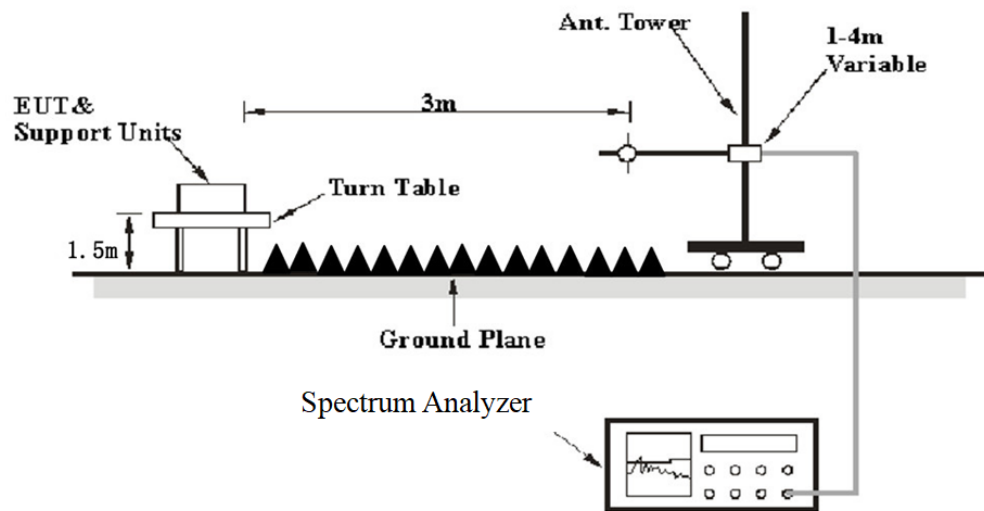 Ant. Tower
1-4m
Variable
3m
EUT&
Support Units
Turn Table
1.5m
Ground Plane
Spectrum Analyzer